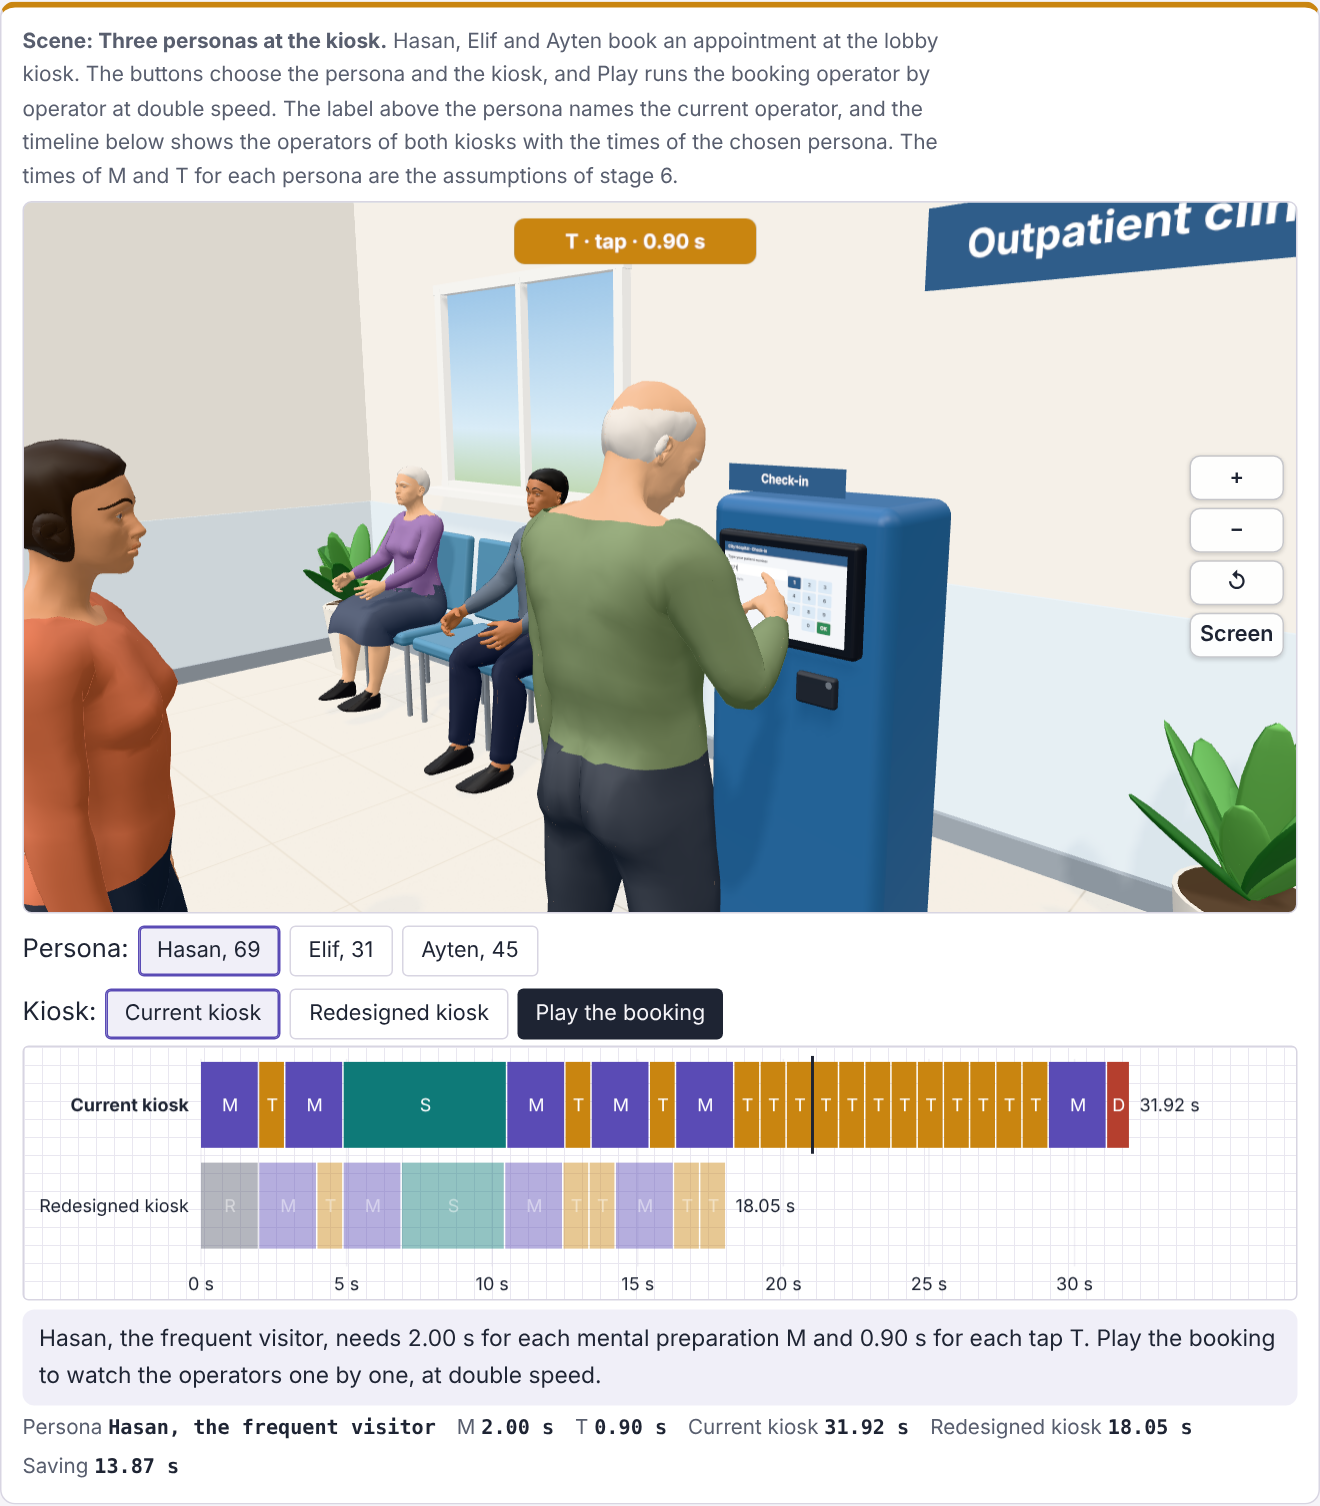 Scene: Three personas at the kiosk. Hasan, Elif and Ayten book an appointment at the lobby
kiosk. The buttons choose the persona and the kiosk, and Play runs the booking operator by
operator at double speed. The label above the persona names the current operator, and the
timeline below shows the operators of both kiosks with the times of the chosen persona. The
times of M and T for each persona are the assumptions of stage 6.
T · tap · 0.90 s
Outpatient clin
Check-in
+
−
Screen
Persona: Hasan, 69 Elif, 31 Ayten, 45
Kiosk: Current kiosk Redesigned kiosk Play the booking
Current kiosk M T M S M T M T M T T T T T T T T T T T T M D 31.92 s
Redesigned kiosk R M T M S M T T M T T 18.05 s
0 s 5 s 10 s 15 s 20 s 25 s 30 s
Hasan, the frequent visitor, needs 2.00 s for each mental preparation M and 0.90 s for each tap T. Play the booking
to watch the operators one by one, at double speed.
Persona Hasan, the frequent visitor M 2.00 s T 0.90 s Current kiosk 31.92 s Redesigned kiosk 18.05 s
Saving 13.87 s